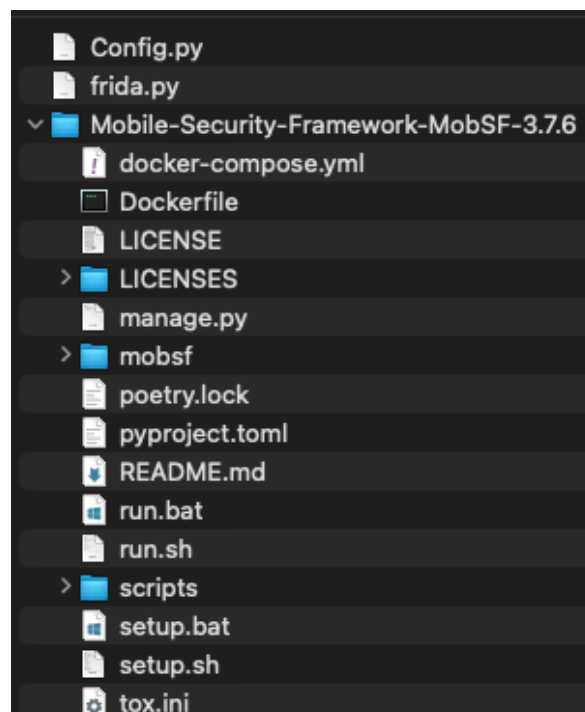 Config.py
frida.py
Mobile-Security-Framework-MobSF-3.7.6
docker-compose.yml
Dockerfile
LICENSE
LICENSES
manage.py
mobsf
poetry.lock
pyproject.toml
README.md
run.bat
run.sh
scripts
setup.bat
setup.sh
tox.ini